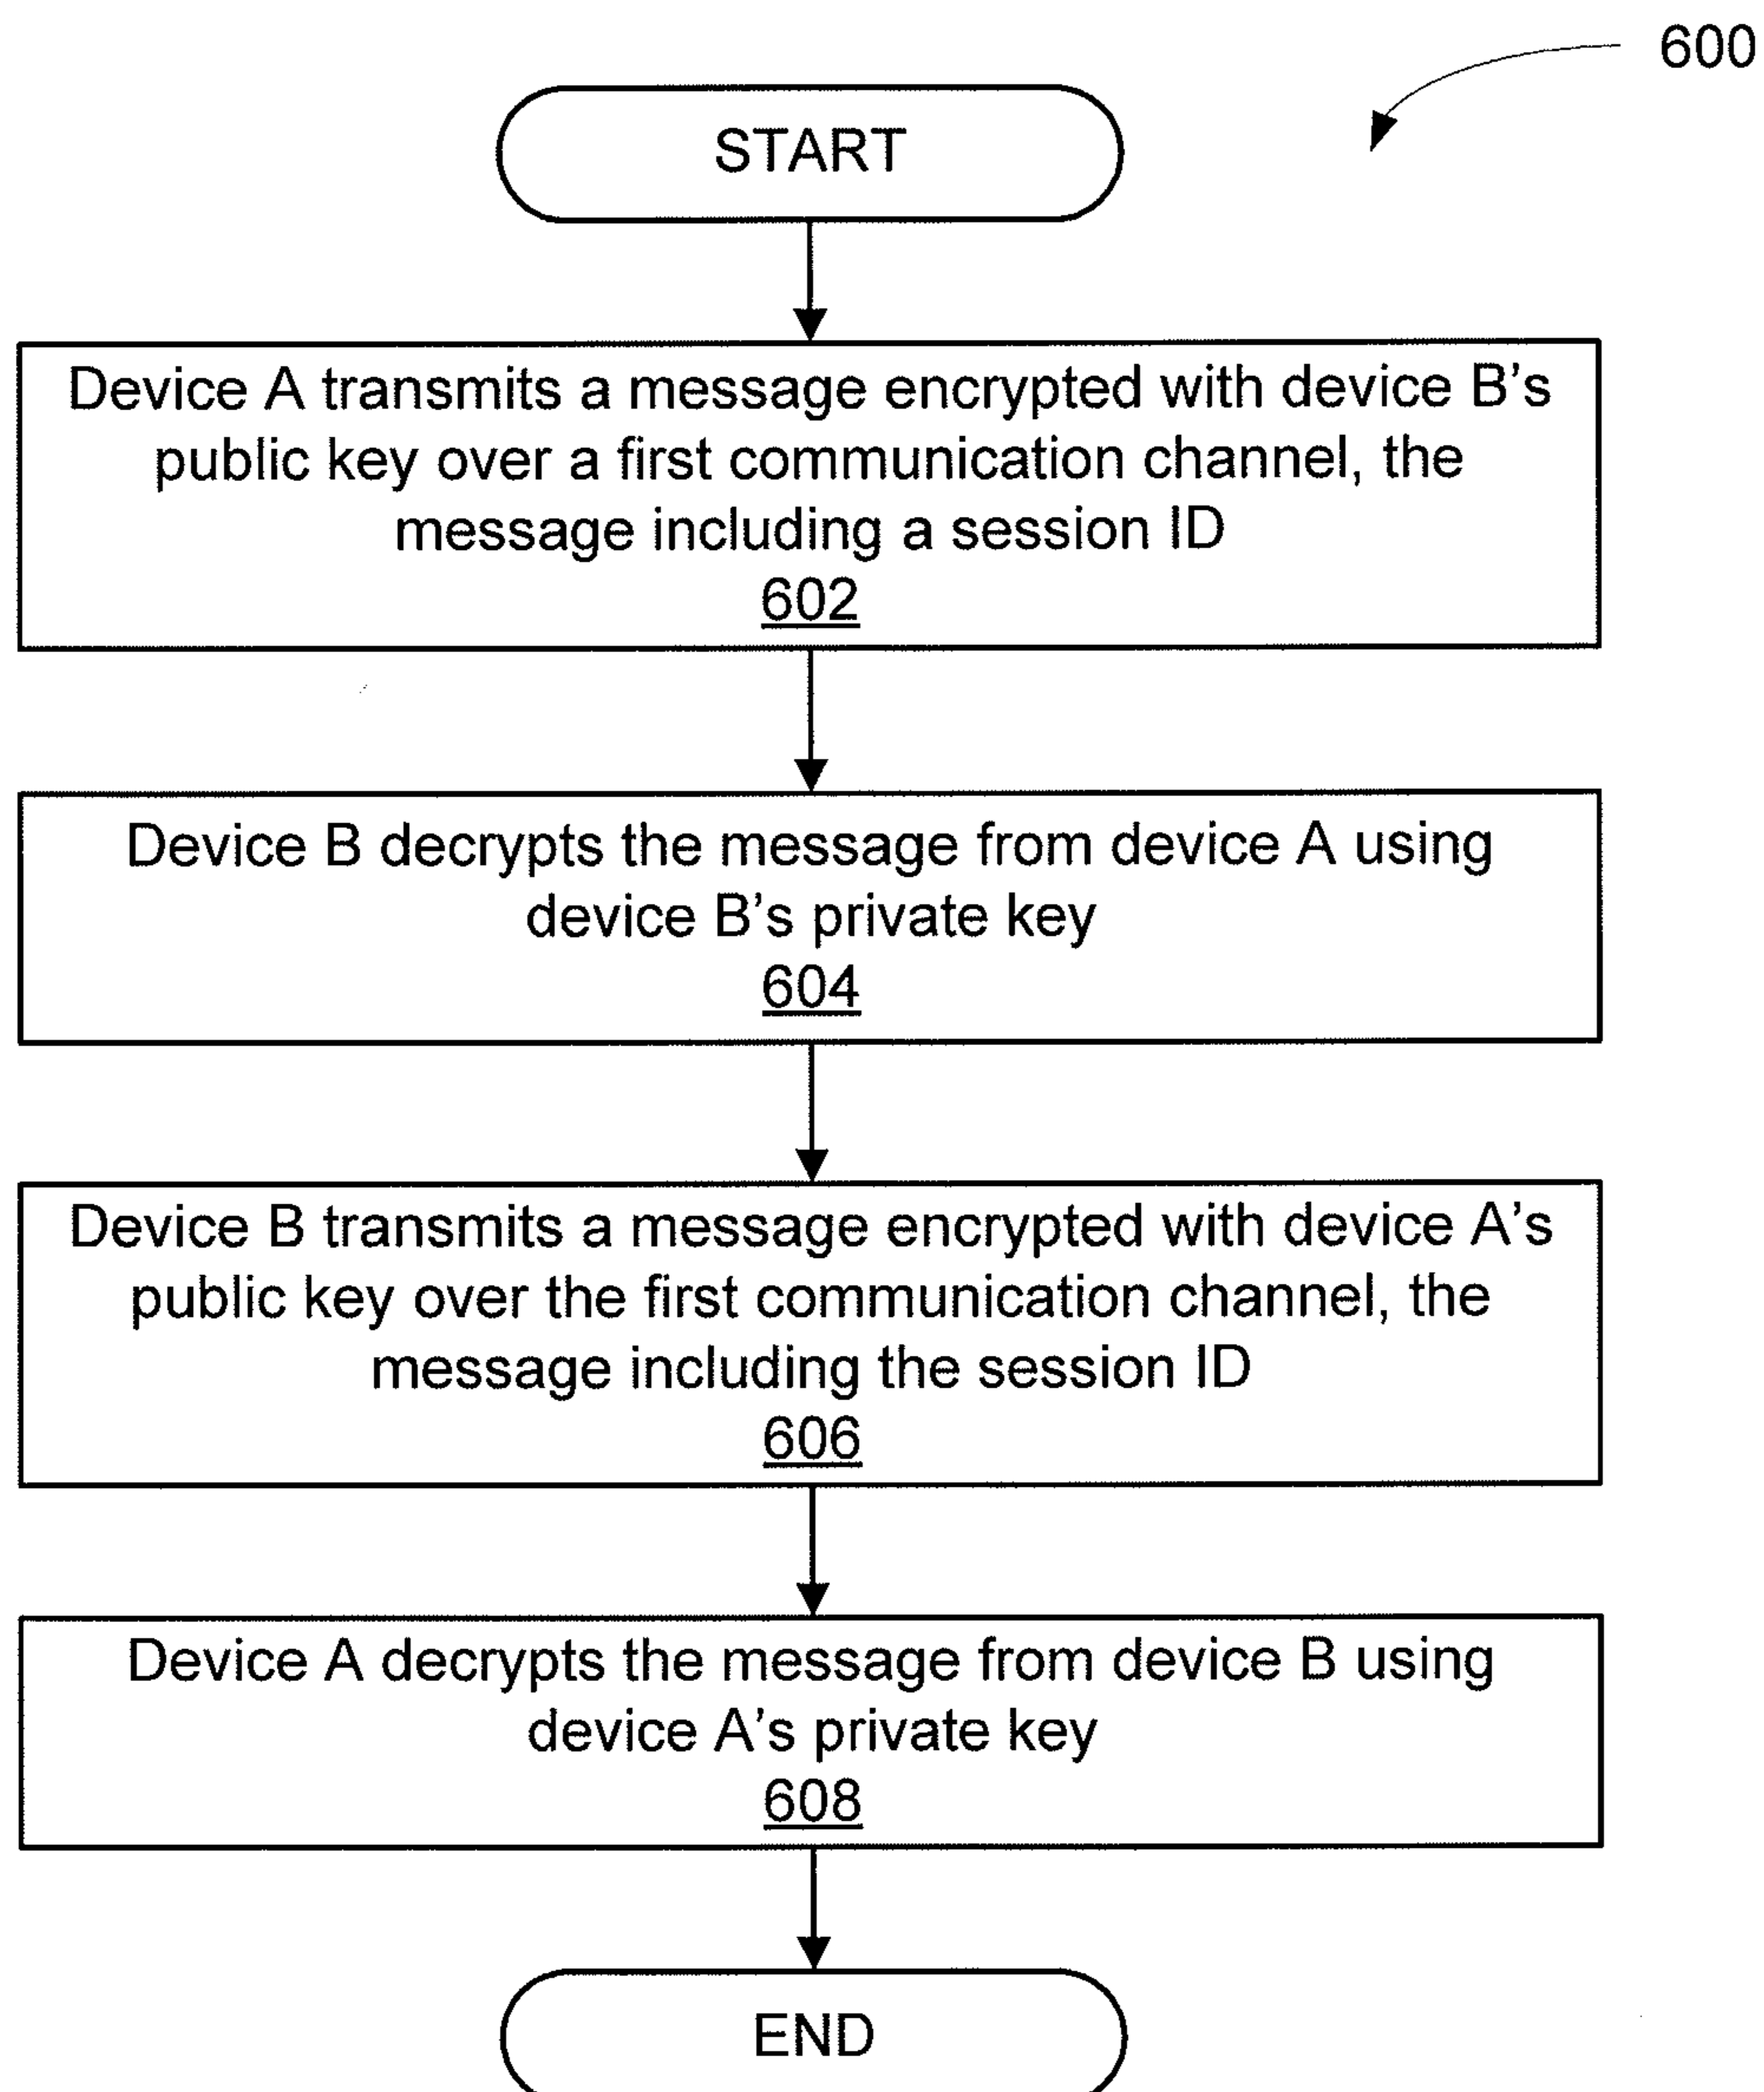 600
START
Device A transmits a message encrypted with device B’s
public key over a first communication channel, the
message including a session ID
602
Device B decrypts the message from device A using
device B’s private key
604
Device B transmits a message encrypted with device A’s
public key over the first communication channel, the
message including the session ID
606
Device A decrypts the message from device B using
device A’s private key
608
END